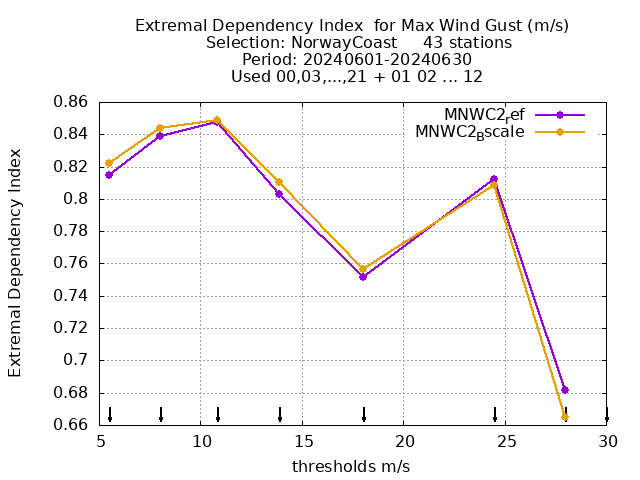 Extremal Dependency Index  for Max Wind Gust (m/s)
Selection: NorwayCoast     43 stations
Period: 20240601-20240630
Used 00,03,...,21 + 01 02 ... 12
MNWC2_ref
MNWC2_Bscale
Extremal Dependency Index
0.86
0.84
0.82
0.8
0.78
0.76
0.74
0.72
0.7
0.68
0.66
5 10 15 20 25 30
thresholds m/s